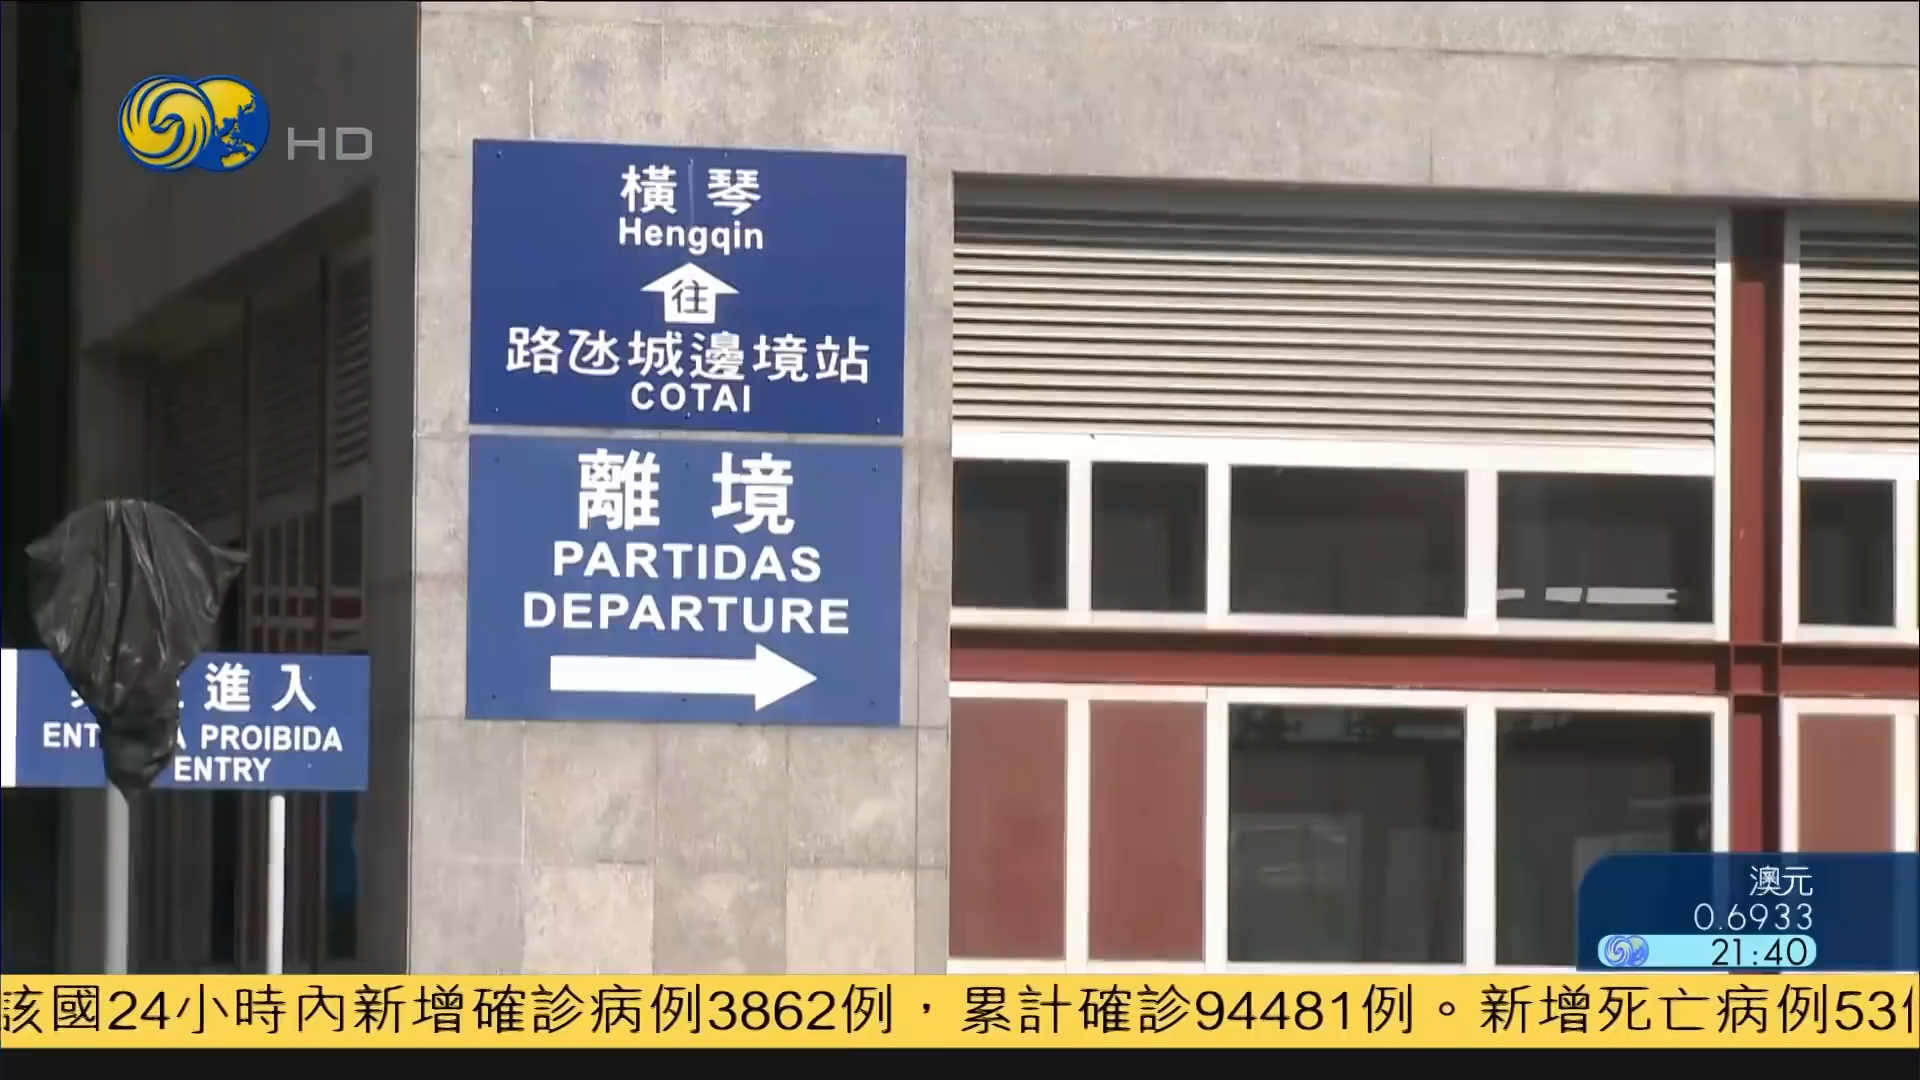 HD
橫琴
Hengqin
往
路氹城邊境站
COTAI
離境
PARTIDAS
DEPARTURE
進入
PROIBIDA
ENTRY
澳元
0.6933
21:40
該國24小時內新增確診病例3862例，累計確診94481例。新增死亡病例53